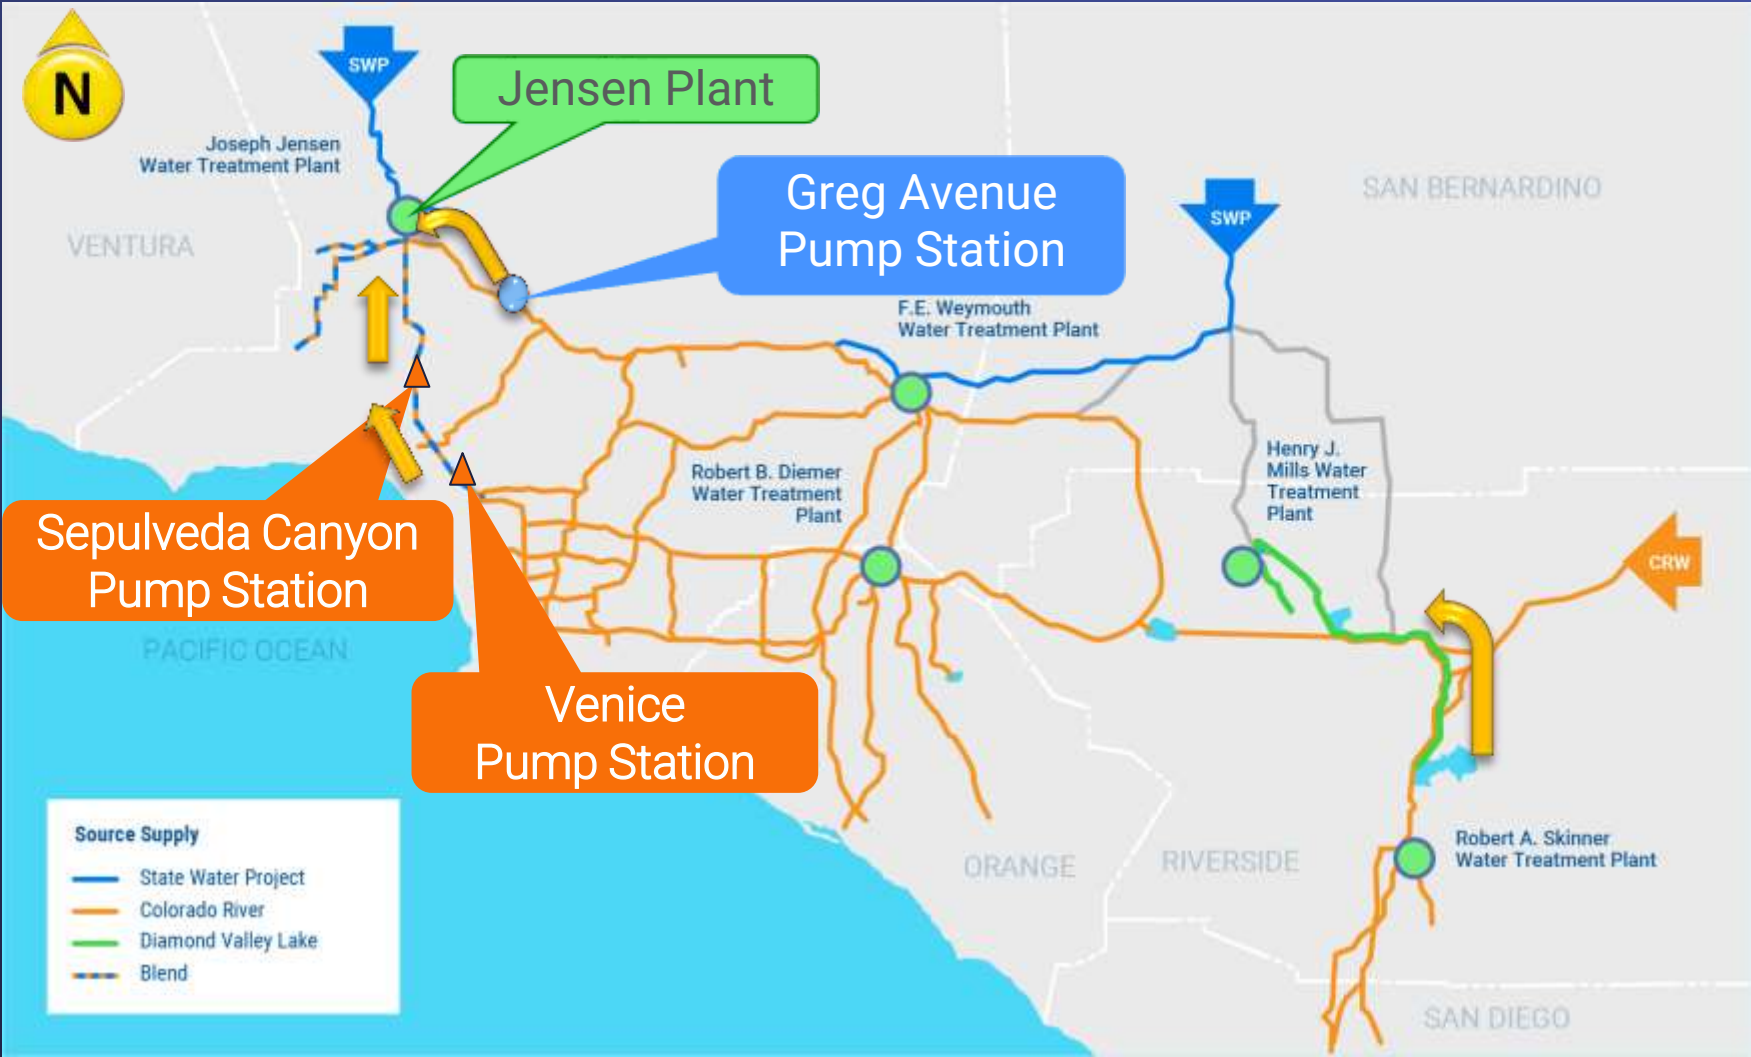 N
SWP
Jensen Plant
Joseph Jensen
Water Treatment Plant
Greg Avenue
Pump Station
SWP
SAN BERNARDINO
VENTURA
F.E. Weymouth
Water Treatment Plant
Henry J.
Mills Water
Treatment
Plant
Robert B. Diemer
Water Treatment
Plant
Sepulveda Canyon
Pump Station
CRW
PACIFIC OCEAN
Venice
Pump Station
Source Supply
State Water Project
Colorado River
Diamond Valley Lake
Blend
ORANGE
RIVERSIDE
Robert A. Skinner
Water Treatment Plant
SAN DIEGO